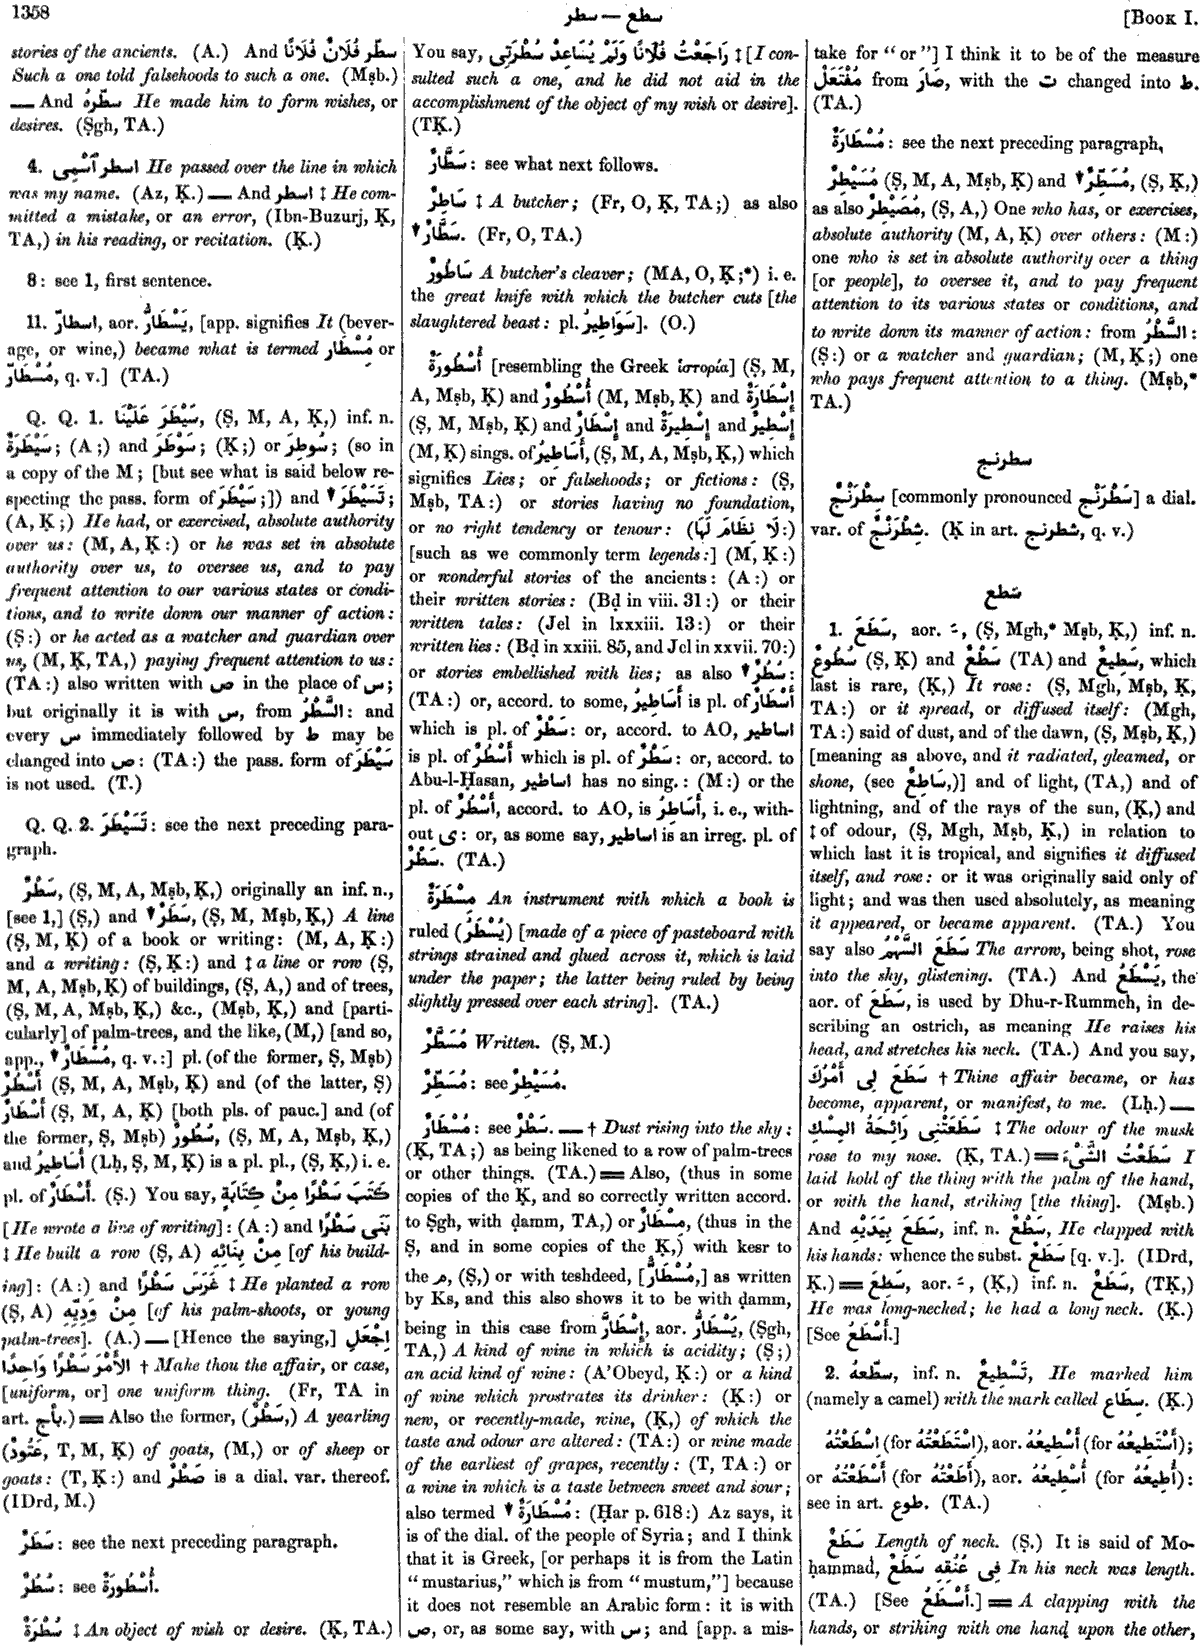 1358
سطر — سطع
[BOOK I.
stories of the ancients. (A.) And سطّر فُلَانٌ فُلَانًا
Such a one told falsehoods to such a one. (Mṣb.)
— And سطّرهُ He made him to form wishes, or
desires. (Ṣgh, TA.)
4. اسطر ٱسْمِى He passed over the line in which
was my name. (Az, Ḳ.) — And اسطر ‡ He com-
mitted a mistake, or an error, (Ibn-Buzurj, Ḳ,
TA,) in his reading, or recitation. (Ḳ.)
8: see 1, first sentence.
11. اسطارّ, aor. يَسْطَارُّ, [app. signifies It (bever-
age, or wine,) became what is termed مُسْطَار or
مُسْطَارّ, q. v.] (TA.)
Q. Q. 1. سَيْطَرَ عَلَيْنَا, (Ṣ, M, A, Ḳ,) inf. n.
سَيْطَرَةٌ; (A;) and سَوْطَرَ; (Ḳ;) or سُوطِرَ; (so in
a copy of the M; [but see what is said below re-
specting the pass. form of سَيْطَرَ;]) and ▼ تَسَيْطَرَ;
(A, Ḳ;) He had, or exercised, absolute authority
over us: (M, A, Ḳ:) or he was set in absolute
authority over us, to oversee us, and to pay
frequent attention to our various states or condi-
tions, and to write down our manner of action:
(Ṣ:) or he acted as a watcher and guardian over
us, (M, Ḳ, TA,) paying frequent attention to us:
(TA:) also written with ص in the place of س;
but originally it is with س, from السَّطْرُ: and
every س immediately followed by ط may be
changed into ص: (TA:) the pass. form of سَيْطَرَ
is not used. (T.)
Q. Q. 2. تَسَيْطَرَ: see the next preceding para-
graph.
سَطْرٌ, (Ṣ, M, A, Mṣb, Ḳ,) originally an inf. n.,
[see 1,] (Ṣ,) and ▼ سَطَرٌ, (Ṣ, M, Mṣb, Ḳ,) A line
(Ṣ, M, Ḳ) of a book or writing: (M, A, Ḳ:)
and a writing: (Ṣ, Ḳ:) and ‡ a line or row (Ṣ,
M, A, Mṣb, Ḳ) of buildings, (Ṣ, A,) and of trees,
(Ṣ, M, A, Mṣb, Ḳ,) &c., (Mṣb, Ḳ,) and [parti-
cularly] of palm-trees, and the like, (M,) [and so,
app., ▼ مُسْطَارٌ, q. v.:] pl. (of the former, Ṣ, Mṣb)
أَسْطُرٌ (Ṣ, M, A, Mṣb, Ḳ) and (of the latter, Ṣ)
أَسْطَارٌ (Ṣ, M, A, Ḳ) [both pls. of pauc.] and (of
the former, Ṣ, Mṣb) سُطُورٌ, (Ṣ, M, A, Mṣb, Ḳ,)
and أَسَاطِيرُ (Lḥ, Ṣ, M, Ḳ) is a pl. pl., (Ṣ, Ḳ,) i. e.
pl. of أَسْطَارٌ. (Ṣ.) You say, كَتَبَ سَطْرًا مِنْ كِتَابَةٍ
[He wrote a line of writing]: (A:) and بَنَى سَطْرًا
مِنْ بِنَائِهِ ‡ He built a row (Ṣ, A) [of his build-
ing]: (A:) and غَرَسَ سَطْرًا ‡ He planted a row
(Ṣ, A) مِنْ وَدِيِّهِ [of his palm-shoots, or young
palm-trees]. (A.) — [Hence the saying,] اِجْعَلِ
الأَمْرَ سَطْرًا وَاحِدًا † Make thou the affair, or case,
[uniform, or] one uniform thing. (Fr, TA in
art. بأج.) = Also the former, (سَطْرٌ,) A yearling
(عَتُودٌ, T, M, Ḳ) of goats, (M,) or of sheep or
goats: (T, Ḳ:) and صَطْرٌ is a dial. var. thereof.
(IDrd, M.)
سَطَرٌ: see the next preceding paragraph.
سُطُرٌ: see أُسْطُورَةٌ.
سُطْرَةٌ ‡ An object of wish or desire. (Ḳ, TA.)
You say, رَاجَعْتُ فُلَانًا وَلَمْ يُسَاعِدْ سُطْرَتِى ‡ [I con-
sulted such a one, and he did not aid in the
accomplishment of the object of my wish or desire].
(TḲ.)
سَطَّارٌ: see what next follows.
سَاطِرٌ ‡ A butcher; (Fr, O, Ḳ, TA;) as also
▼ سَطَّارٌ. (Fr, O, TA.)
سَاطُورٌ A butcher's cleaver; (MA, O, Ḳ;*) i. e.
the great knife with which the butcher cuts [the
slaughtered beast: pl. سَوَاطِيرُ]. (O.)
أُسْطُورَةٌ [resembling the Greek ἱστορία] (Ṣ, M,
A, Mṣb, Ḳ) and أُسْطُورٌ (M, Mṣb, Ḳ) and إِسْطَارَةٌ
(Ṣ, M, Mṣb, Ḳ) and إِسْطَارٌ and إِسْطِيرَةٌ and إِسْطِيرٌ
(M, Ḳ) sings. of أَسَاطِيرُ, (Ṣ, M, A, Mṣb, Ḳ,) which
signifies Lies; or falsehoods; or fictions: (Ṣ,
Mṣb, TA:) or stories having no foundation,
or no right tendency or tenour: (لَا نِظَامَ لَهَا:)
[such as we commonly term legends:] (M, Ḳ:)
or wonderful stories of the ancients: (A:) or
their written stories: (Bḍ in viii. 31:) or their
written tales: (Jel in lxxxiii. 13:) or their
written lies: (Bḍ in xxiii. 85, and Jel in xxvii. 70:)
or stories embellished with lies; as also ▼ سُطُرٌ:
(TA:) or, accord. to some, أَسَاطِيرُ is pl. of أَسْطَارٌ
which is pl. of سَطْرٌ: or, accord. to AO, اساطير
is pl. of أَسْطُرٌ which is pl. of سَطْرٌ: or, accord. to
Abu-l-Ḥasan, اساطير has no sing.: (M:) or the
pl. of أَسْطُرٌ, accord. to AO, is أَسَاطِرُ, i. e., with-
out ى: or, as some say, اساطير is an irreg. pl. of
سَطْرٌ. (TA.)
مِسْطَرَةٌ An instrument with which a book is
ruled (يُسْطَرُ) [made of a piece of pasteboard with
strings strained and glued across it, which is laid
under the paper; the latter being ruled by being
slightly pressed over each string]. (TA.)
مُسَطَّرٌ Written. (Ṣ, M.)
مُسَطِّرٌ: see مُسَيْطِرٌ.
مُسْطَارٌ: see سَطْرٌ. — † Dust rising into the sky;
(Ḳ, TA;) as being likened to a row of palm-trees
or other things. (TA.) = Also, (thus in some
copies of the Ḳ, and so correctly written accord.
to Ṣgh, with ḍamm, TA,) or مِسْطَارٌ, (thus in the
Ṣ, and in some copies of the Ḳ,) with kesr to
the م, (Ṣ,) or with teshdeed, [مُسْطَارٌّ,] as written
by Ks, and this also shows it to be with ḍamm,
being in this case from إِسْطَارَّ, aor. يَسْطَارُّ, (Ṣgh,
TA,) A kind of wine in which is acidity; (Ṣ;)
an acid kind of wine: (A'Obeyd, Ḳ:) or a kind
of wine which prostrates its drinker: (Ḳ:) or
new, or recently-made, wine, (Ḳ,) of which the
taste and odour are altered: (TA:) or wine made
of the earliest of grapes, recently: (T, TA:) or
a wine in which is a taste between sweet and sour;
also termed ▼ مُسْطَارَةٌ: (Ḥar p. 618:) Az says, it
is of the dial. of the people of Syria; and I think
that it is Greek, [or perhaps it is from the Latin
“mustarius,” which is from “mustum,”] because
it does not resemble an Arabic form: it is with
ص, or, as some say, with س; and [app. a mis-
take for “or”] I think it to be of the measure
مُفْتَعَلٌ from صَارَ, with the ت changed into ط.
(TA.)
مُسْطَارَةٌ: see the next preceding paragraph.
مُسَيْطِرٌ (Ṣ, M, A, Mṣb, Ḳ) and ▼ مُسَطِّرٌ, (Ṣ, Ḳ,)
as also مُصَيْطِرٌ, (Ṣ, A,) One who has, or exercises,
absolute authority (M, A, Ḳ) over others: (M:)
one who is set in absolute authority over a thing
[or people], to oversee it, and to pay frequent
attention to its various states or conditions, and
to write down its manner of action: from السَّطْرُ:
(Ṣ:) or a watcher and guardian; (M, Ḳ;) one
who pays frequent attention to a thing. (Mṣb,*
TA.)
سطرنج
سِطْرَنْجٌ [commonly pronounced سَطْرَنْج] a dial.
var. of شِطْرَنْجٌ. (Ḳ in art. شطرنج, q. v.)
سطع
1. سَطَعَ, aor. ـَ, (Ṣ, Mgh,* Mṣb, Ḳ,) inf. n.
سُطُوعٌ (Ṣ, Ḳ) and سَطْعٌ (TA) and سَطِيعٌ, which
last is rare, (Ḳ,) It rose: (Ṣ, Mgh, Mṣb, Ḳ,
TA:) or it spread, or diffused itself: (Mgh,
TA:) said of dust, and of the dawn, (Ṣ, Mṣb, Ḳ,)
[meaning as above, and it radiated, gleamed, or
shone, (see سَاطِعٌ,)] and of light, (TA,) and of
lightning, and of the rays of the sun, (Ḳ,) and
‡ of odour, (Ṣ, Mgh, Mṣb, Ḳ,) in relation to
which last it is tropical, and signifies it diffused
itself, and rose: or it was originally said only of
light; and was then used absolutely, as meaning
it appeared, or became apparent. (TA.) You
say also سَطَعَ السَّهْمُ The arrow, being shot, rose
into the sky, glistening. (TA.) And يَسْطَعُ, the
aor. of سَطَعَ, is used by Dhu-r-Rummeh, in de-
scribing an ostrich, as meaning He raises his
head, and stretches his neck. (TA.) And you say,
سَطَعَ لِى أَمْرُكَ † Thine affair became, or has
become, apparent, or manifest, to me. (Lḥ.) —
سَطَعَتْنِى رَائِحَةُ المِسْكِ ‡ The odour of the musk
rose to my nose. (Ḳ, TA.) = سَطَعْتُ الشَّىْءَ I
laid hold of the thing with the palm of the hand,
or with the hand, striking [the thing]. (Mṣb.)
And سَطَعَ بِيَدَيْهِ, inf. n. سَطْعٌ, He clapped with
his hands: whence the subst. سَطَعٌ [q. v.]. (IDrd,
Ḳ.) = سَطِعَ, aor. ـَ, (Ḳ,) inf. n. سَطَعٌ, (TḲ,)
He was long-necked; he had a long neck. (Ḳ.)
[See أَسْطَعُ.]
2. سطّعهُ, inf. n. تَسْطِيعٌ, He marked him
(namely a camel) with the mark called سِطَاع. (Ḳ.)
اسْطَعْتُهُ (for اسْتَطَعْتُهُ), aor. أَسْطِيعُهُ (for أَسْتَطِيعُهُ);
or أَسْطَعْتُهُ (for أَطَعْتُهُ), aor. أُسْطِيعُهُ (for أُطِيعُهُ):
see in art. طوع. (TA.)
سَطَعٌ Length of neck. (Ṣ.) It is said of Mo-
ḥammad, فِى عُنُقِهِ سَطَعٌ In his neck was length.
(TA.) [See أَسْطَعُ.] = A clapping with the
hands, or striking with one hand upon the other,